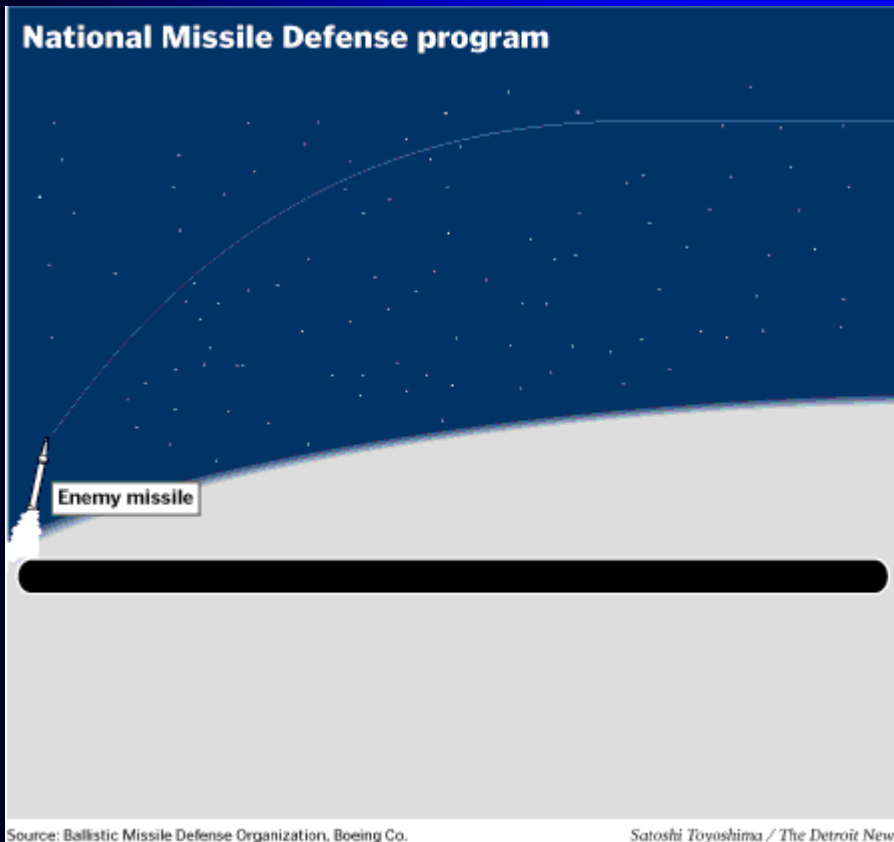 National Missile Defense program
Enemy missile
Source: Ballistic Missile Defense Organization, Boeing Co.
Satoshi Toyoshima / The Detroit New